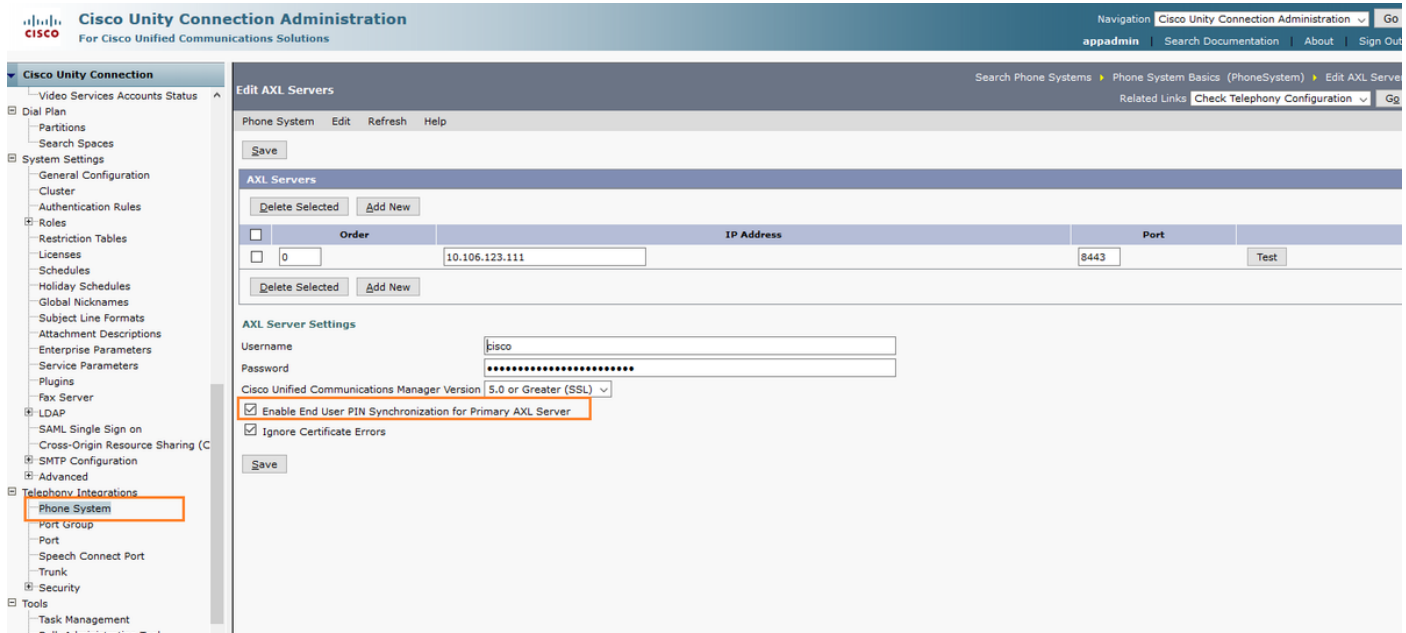 Cisco Unity Connection Administration
For Cisco Unified Communications Solutions
CISCO
Navigation Cisco Unity Connection Administration Go
appadmin | Search Documentation | About | Sign Out
Cisco Unity Connection
Video Services Accounts Status
Dial Plan
Partitions
Search Spaces
System Settings
General Configuration
Cluster
Authentication Rules
Roles
Restriction Tables
Licenses
Schedules
Holiday Schedules
Global Nicknames
Subject Line Formats
Attachment Descriptions
Enterprise Parameters
Service Parameters
Plugins
Fax Server
LDAP
SAML Single Sign on
Cross-Origin Resource Sharing (C
SMTP Configuration
Advanced
Telephony Integrations
Phone System
Port Group
Port
Speech Connect Port
Trunk
Security
Tools
Task Management
Edit AXL Servers
Search Phone Systems Phone System Basics (PhoneSystem) Edit AXL Server
Related Links Check Telephony Configuration Go
Phone System Edit Refresh Help
Save
AXL Servers
Delete Selected Add New
Order IP Address Port
0 10.106.123.111 8443 Test
Delete Selected Add New
AXL Server Settings
Username cisco
Password ••••••••••••••••••••••••
Cisco Unified Communications Manager Version 5.0 or Greater (SSL)
Enable End User PIN Synchronization for Primary AXL Server
Ignore Certificate Errors
Save